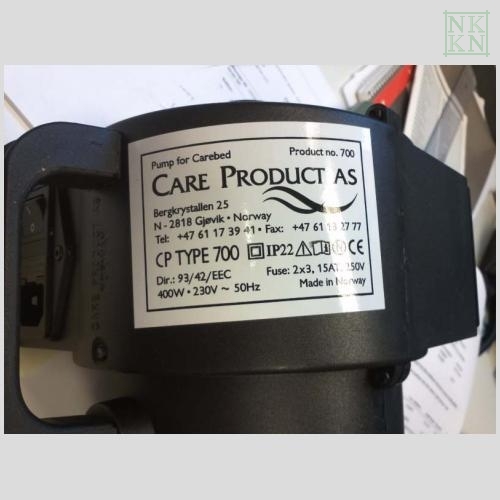 NK
KN
Pump for Carebed Product no. 700
CARE PRODUCT AS
Bergkrystallen 25
N - 2818 Gjøvik • Norway
Tel: +47 61 17 39 41 • Fax: +47 61 13 27 77
CP TYPE 700 IP22 CE
Dir.: 93/42/EEC Fuse: 2x3, 15AT, 250V
400W • 230V ~ 50Hz Made in Norway